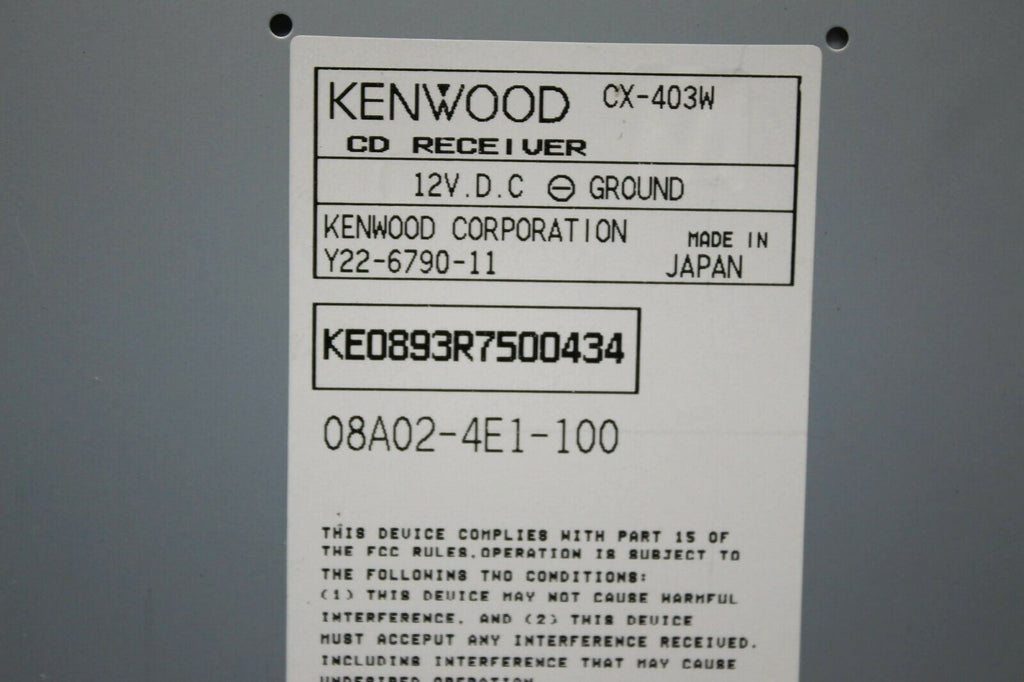 KENWOOD CX-403W
CD RECEIVER
12V.D.C ⊖ GROUND
KENWOOD CORPORATION
MADE IN
Y22-6790-11 JAPAN
KE0893R7500434
08A02-4E1-100
THIS DEVICE COMPLIES WITH PART 15 OF
THE FCC RULES.OPERATION IS SUBJECT TO
THE FOLLOWING TWO CONDITIONS:
(1) THIS DEVICE MAY NOT CAUSE HARMFUL
INTERFERENCE, AND (2) THIS DEVICE
MUST ACCEPUT ANY INTERFERENCE RECEIVED.
INCLUDING INTERFERENCE THAT MAY CAUSE
UNDESIRED OPERATION.